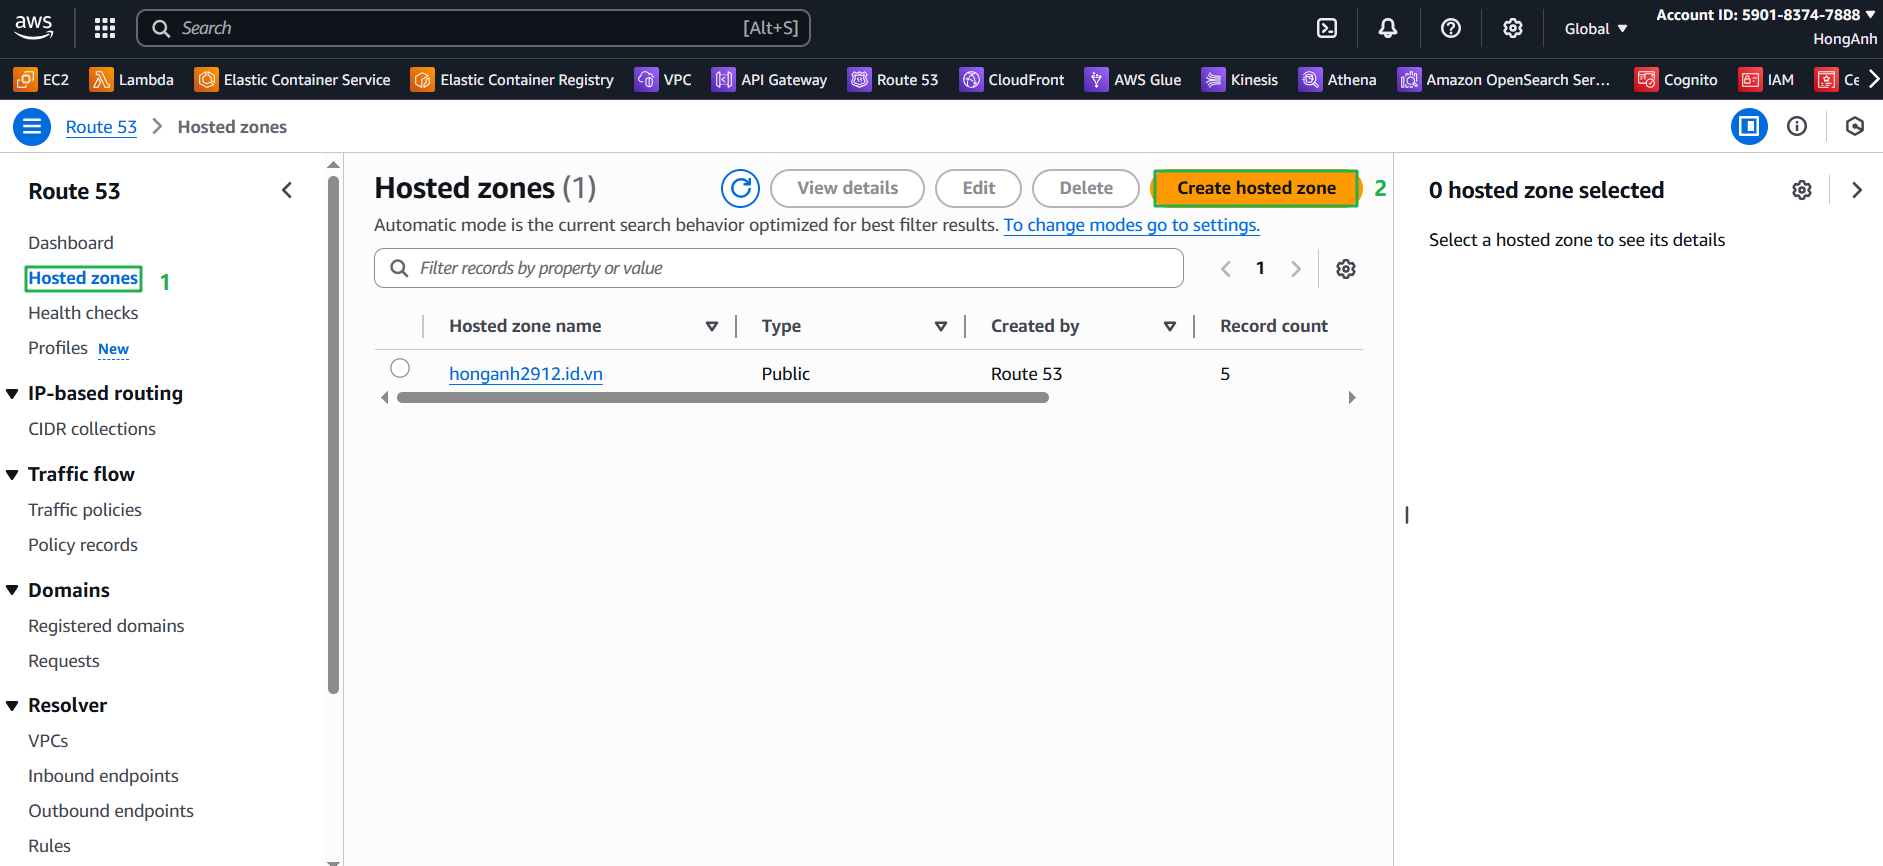 aws
Search [Alt+S]
Global
Account ID: 5901-8374-7888
HongAnh
EC2 Lambda Elastic Container Service Elastic Container Registry VPC API Gateway Route 53 CloudFront AWS Glue Kinesis Athena Amazon OpenSearch Ser... Cognito IAM Ce
Route 53 Hosted zones
Route 53
Dashboard
Hosted zones 1
Health checks
Profiles New
IP-based routing
CIDR collections
Traffic flow
Traffic policies
Policy records
Domains
Registered domains
Requests
Resolver
VPCs
Inbound endpoints
Outbound endpoints
Rules
Hosted zones (1)
View details Edit Delete Create hosted zone 2
Automatic mode is the current search behavior optimized for best filter results. To change modes go to settings.
Filter records by property or value
1
Hosted zone name Type Created by Record count
honganh2912.id.vn Public Route 53 5
0 hosted zone selected
Select a hosted zone to see its details